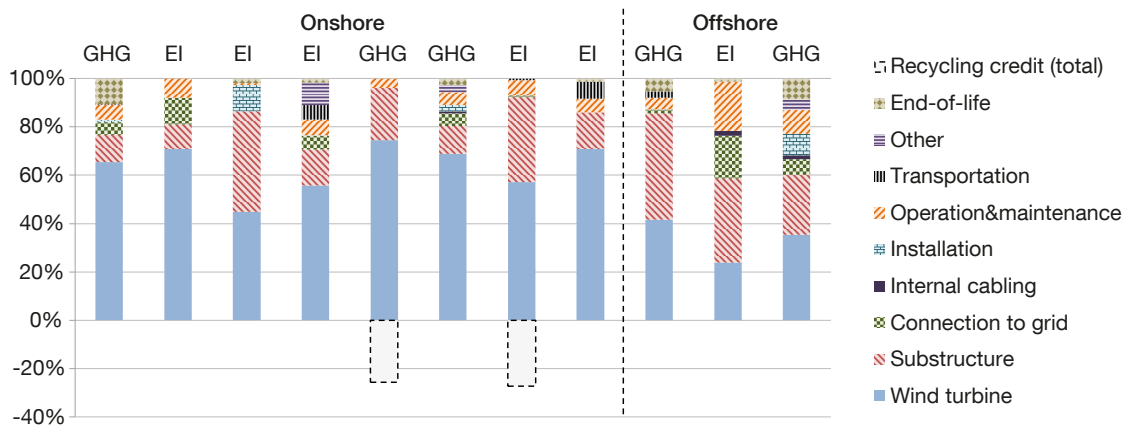 Onshore Offshore
GHG EI EI EI GHG GHG EI EI GHG EI GHG
100%
80%
60%
40%
20%
0%
-20%
-40%
Recycling credit (total)
End-of-life
Other
Transportation
Operation&maintenance
Installation
Internal cabling
Connection to grid
Substructure
Wind turbine